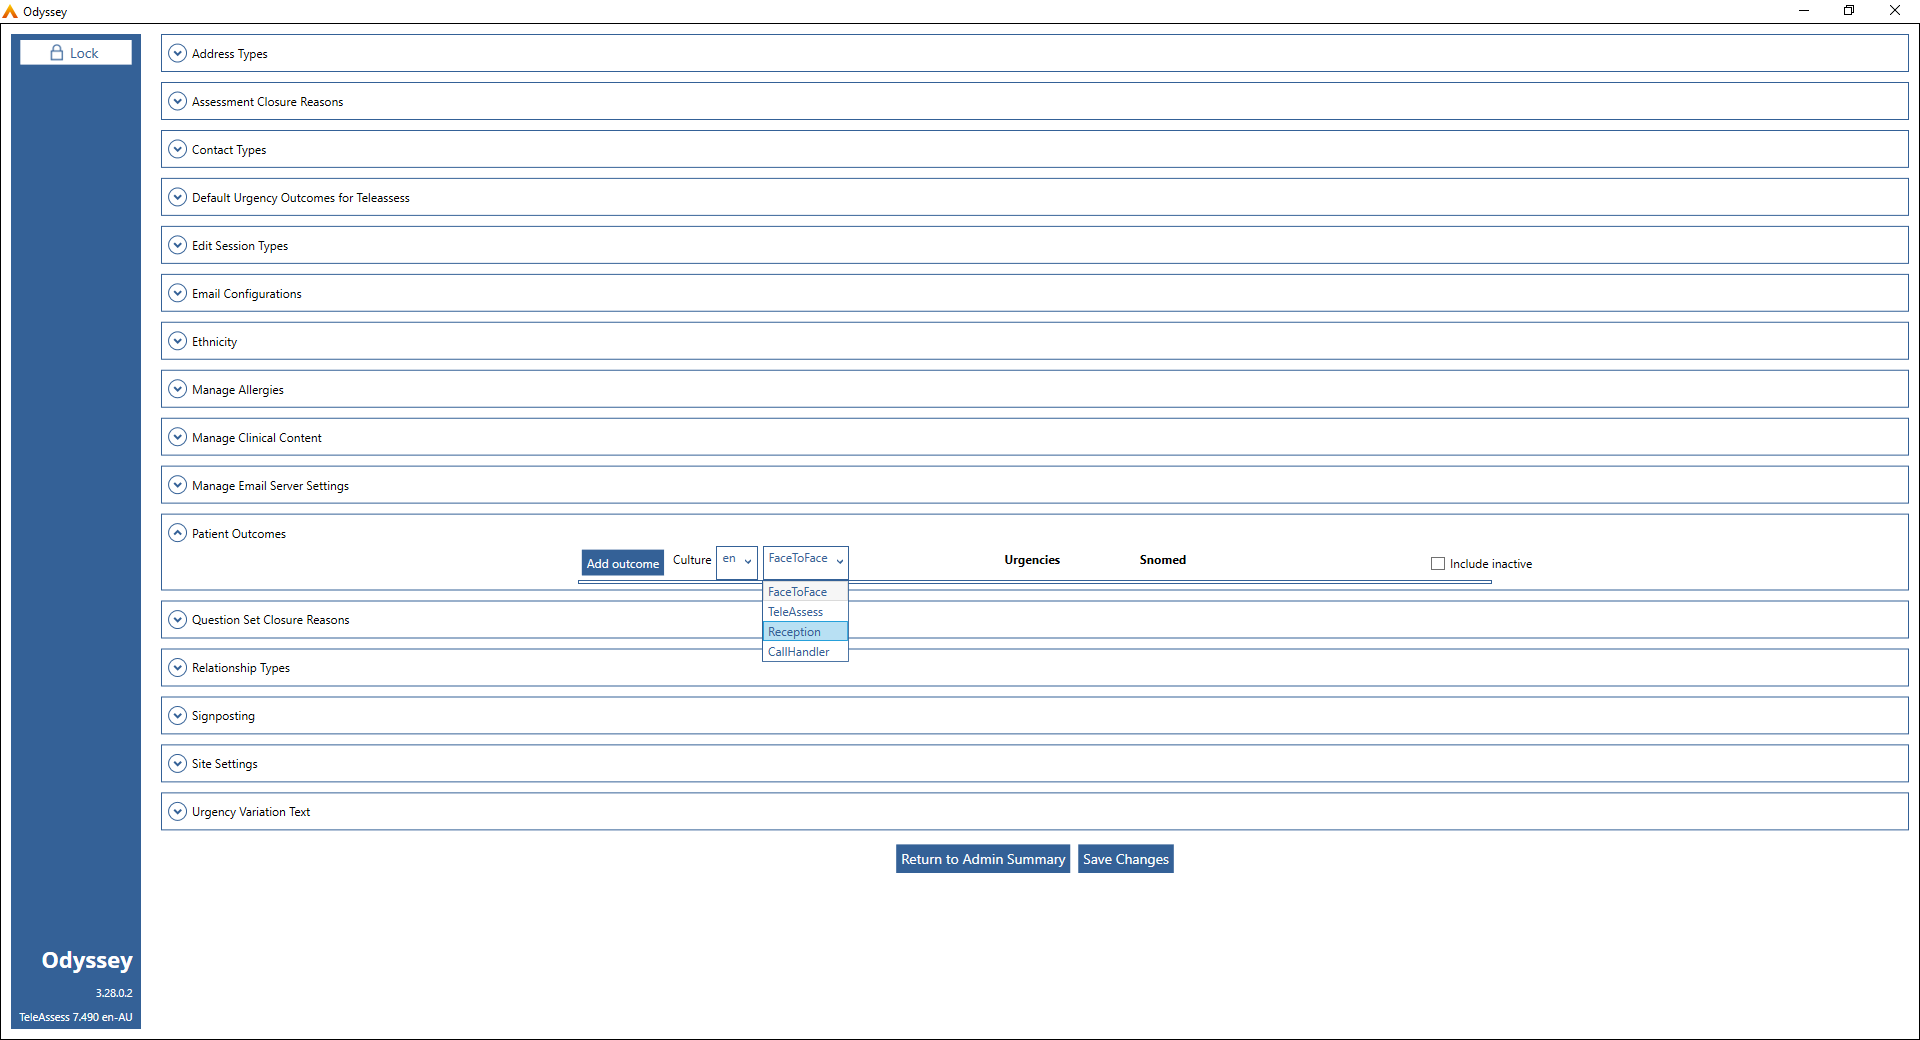 Odyssey
Lock
Address Types
Assessment Closure Reasons
Contact Types
Default Urgency Outcomes for Teleassess
Edit Session Types
Email Configurations
Ethnicity
Manage Allergies
Manage Clinical Content
Manage Email Server Settings
Patient Outcomes
Add outcome Culture en FaceToFace Urgencies Snomed Include inactive
FaceToFace
TeleAssess
Reception
CallHandler
Question Set Closure Reasons
Relationship Types
Signposting
Site Settings
Urgency Variation Text
Return to Admin Summary Save Changes
Odyssey
3.28.0.2
TeleAssess 7.490 en-AU